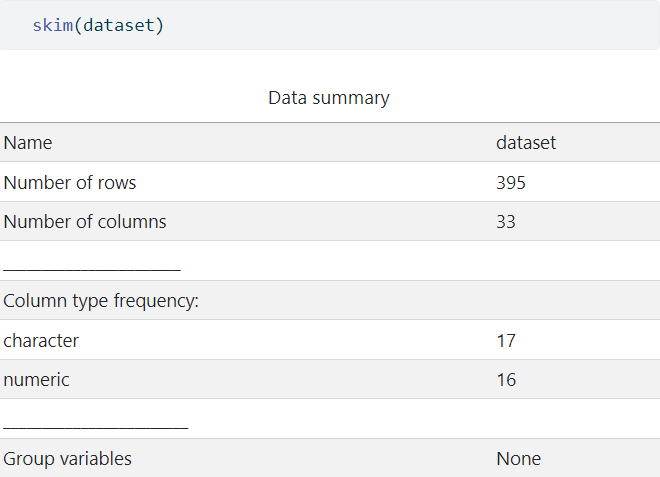 skim(dataset)
Data summary
Name dataset
Number of rows 395
Number of columns 33
_______________________
Column type frequency:
character 17
numeric 16
________________________
Group variables None